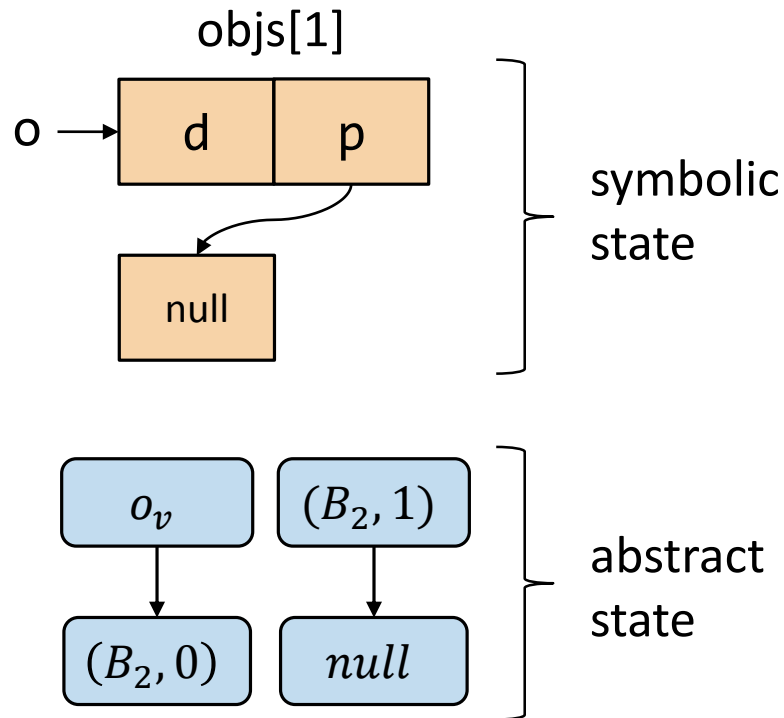 objs[1]
o
d
p
null
symbolic
state
o_v
(B_2, 1)
(B_2, 0)
null
abstract
state